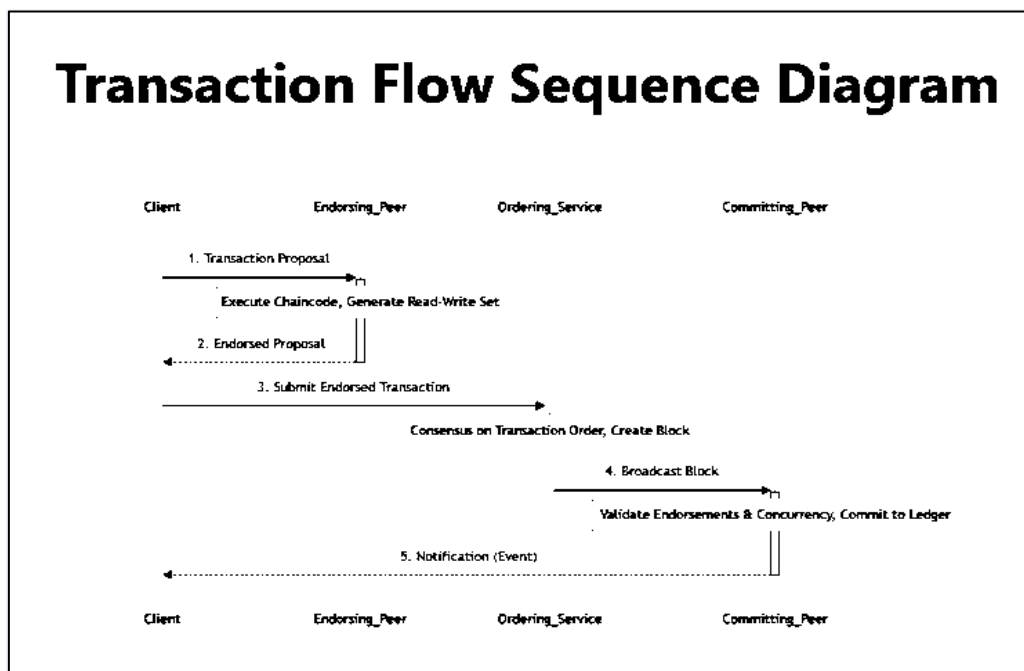 Transaction Flow Sequence Diagram
Client Endorsing_Peer Ordering_Service Committing_Peer
1. Transaction Proposal
Execute Chaincode, Generate Read-Write Set
2. Endorsed Proposal
3. Submit Endorsed Transaction
Consensus on Transaction Order, Create Block
4. Broadcast Block
Validate Endorsements & Concurrency, Commit to Ledger
5. Notification (Event)
Client Endorsing_Peer Ordering_Service Committing_Peer